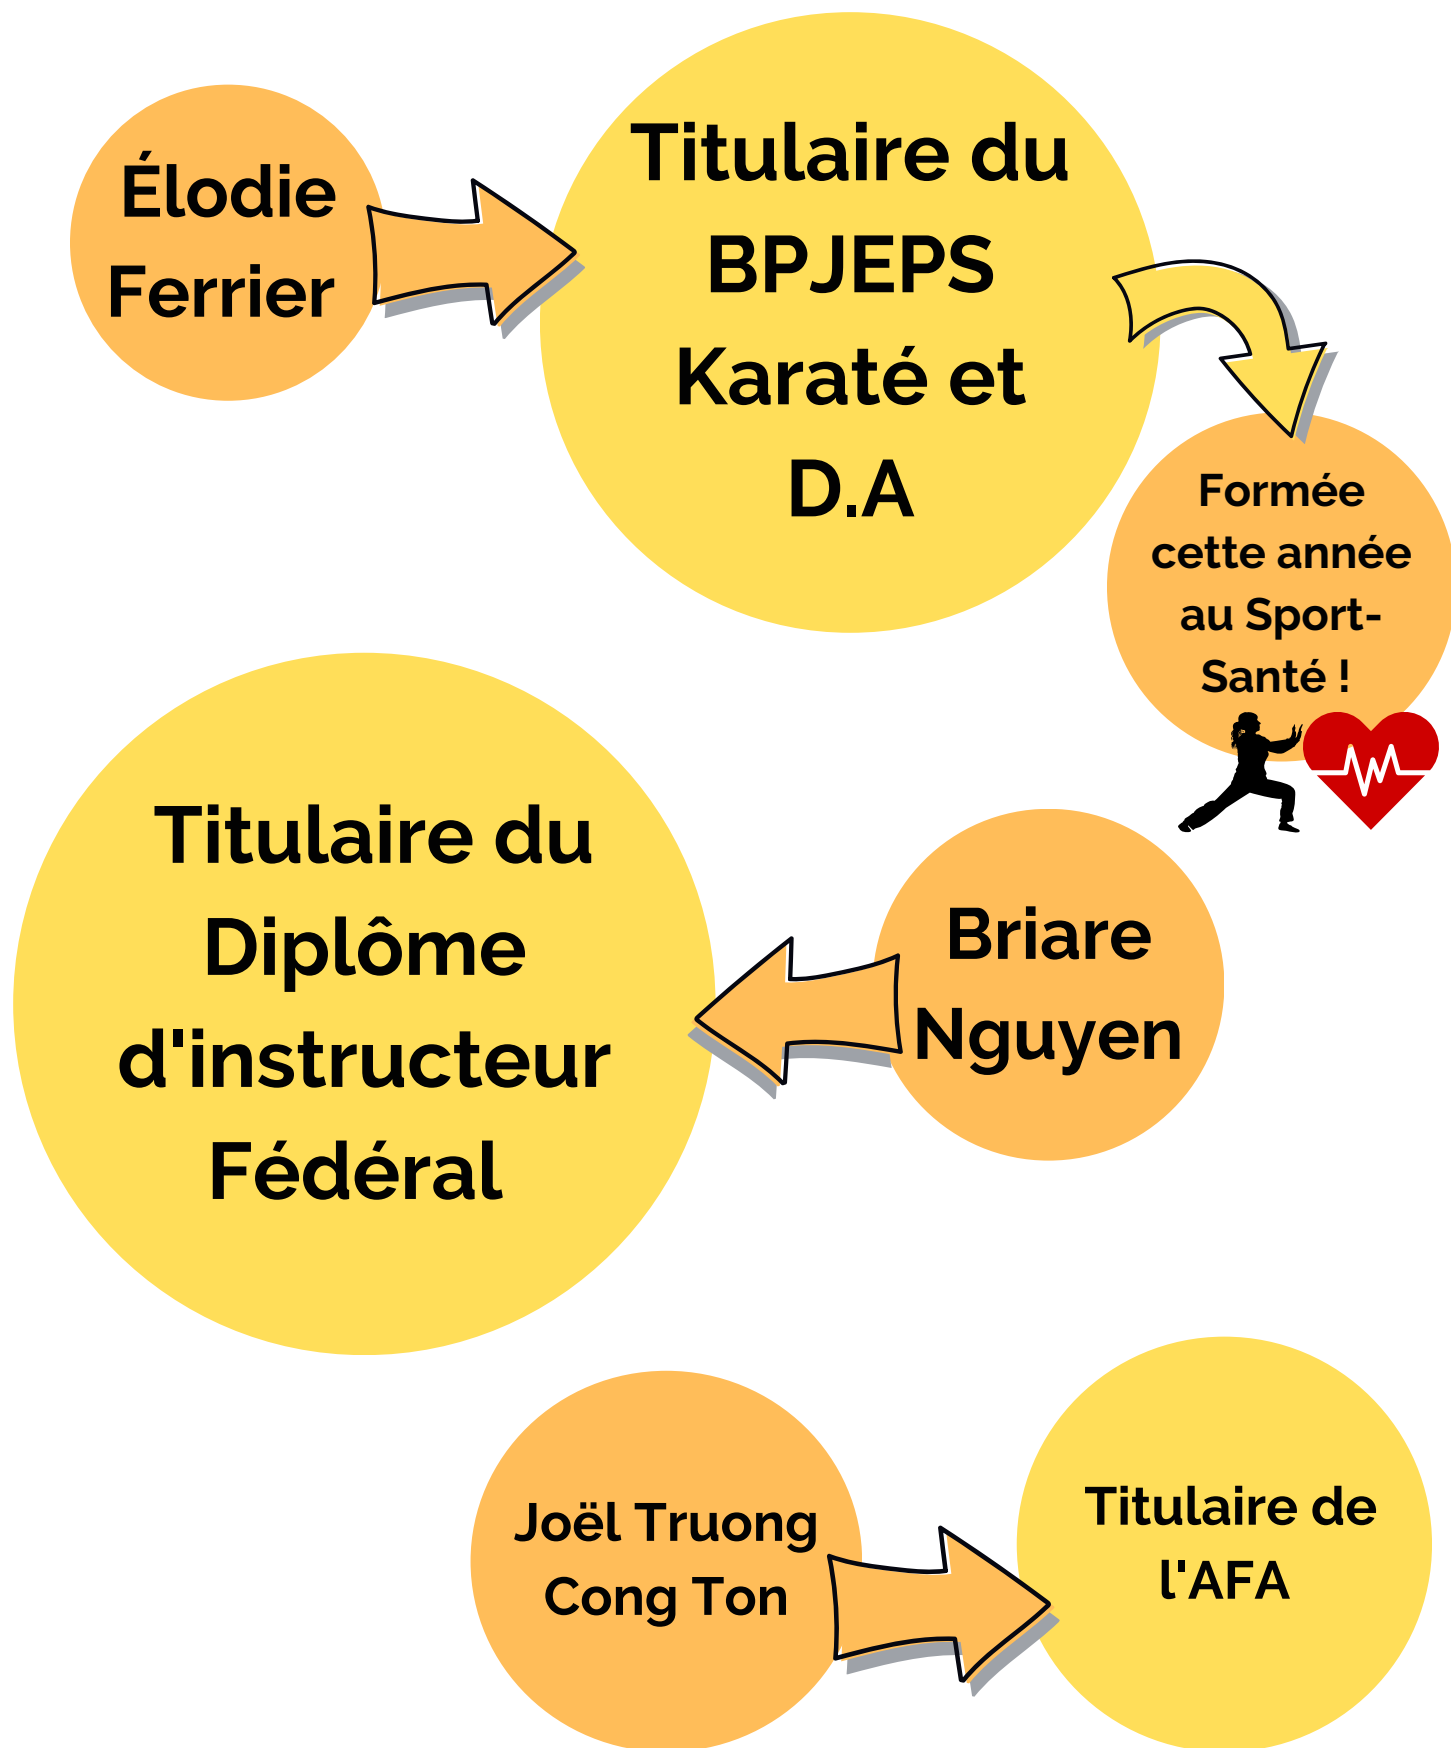 Élodie
Ferrier
Titulaire du
BPJEPS
Karaté et
D.A
Formée
cette année
au Sport-
Santé !
Briare
Nguyen
Titulaire du
Diplôme
d'instructeur
Fédéral
Joël Truong
Cong Ton
Titulaire de
l'AFA